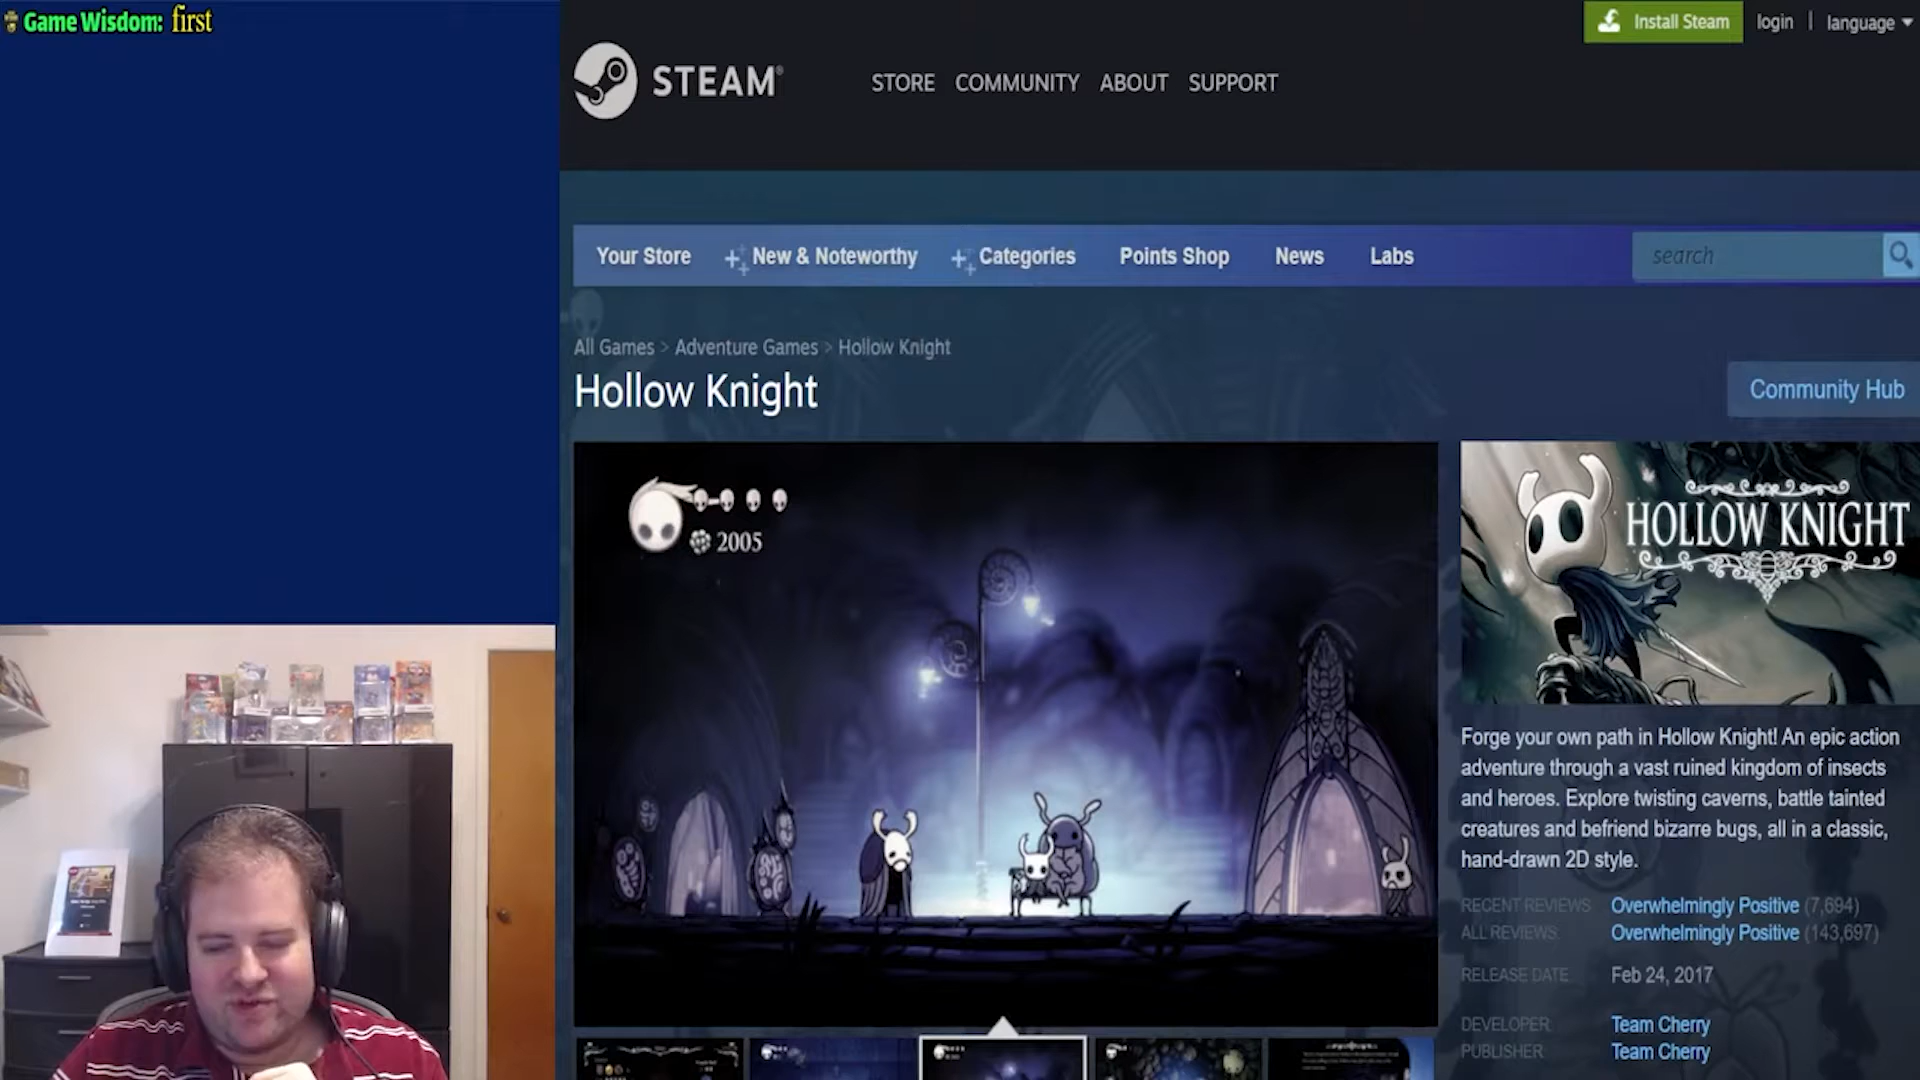 Game Wisdom: first
Install Steam
login
language
STEAM®
STORE
COMMUNITY
ABOUT
SUPPORT
Your Store
New & Noteworthy
Categories
Points Shop
News
Labs
search
All Games > Adventure Games > Hollow Knight
Hollow Knight
Community Hub
2005
HOLLOW KNIGHT
Forge your own path in Hollow Knight! An epic action
adventure through a vast ruined kingdom of insects
and heroes. Explore twisting caverns, battle tainted
creatures and befriend bizarre bugs, all in a classic,
hand-drawn 2D style.
RECENT REVIEWS: Overwhelmingly Positive (7,694)
ALL REVIEWS: Overwhelmingly Positive (143,697)
RELEASE DATE: Feb 24, 2017
DEVELOPER: Team Cherry
PUBLISHER: Team Cherry